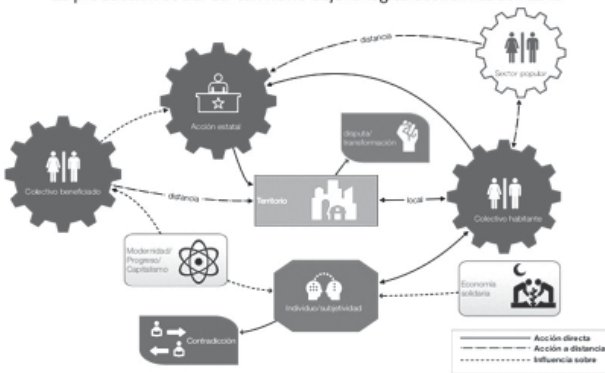 distancia
Sector popular
Acción estatal
disputa/
transformación
Colectivo beneficiado
distancia
Territorio
local
Colectivo habitante
Modernidad/
Progreso/
Capitalismo
Individuo/subjetividad
Economía
solidaria
Contradicción
Acción directa
Acción a distancia
Influencia sobre